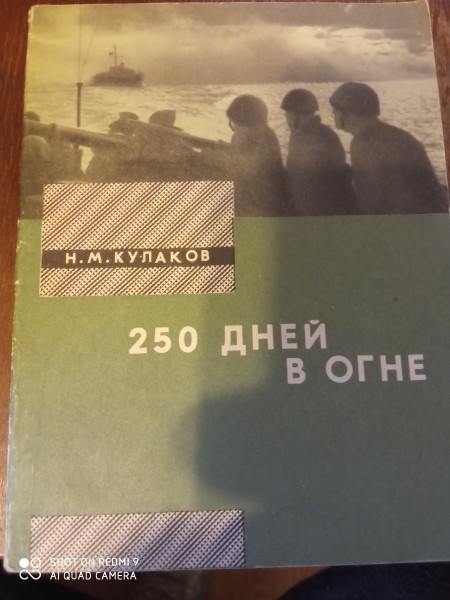 Н.М.КУЛАКОВ
250 ДНЕЙ
В ОГНЕ
SHOT ON REDMI 9
AI QUAD CAMERA